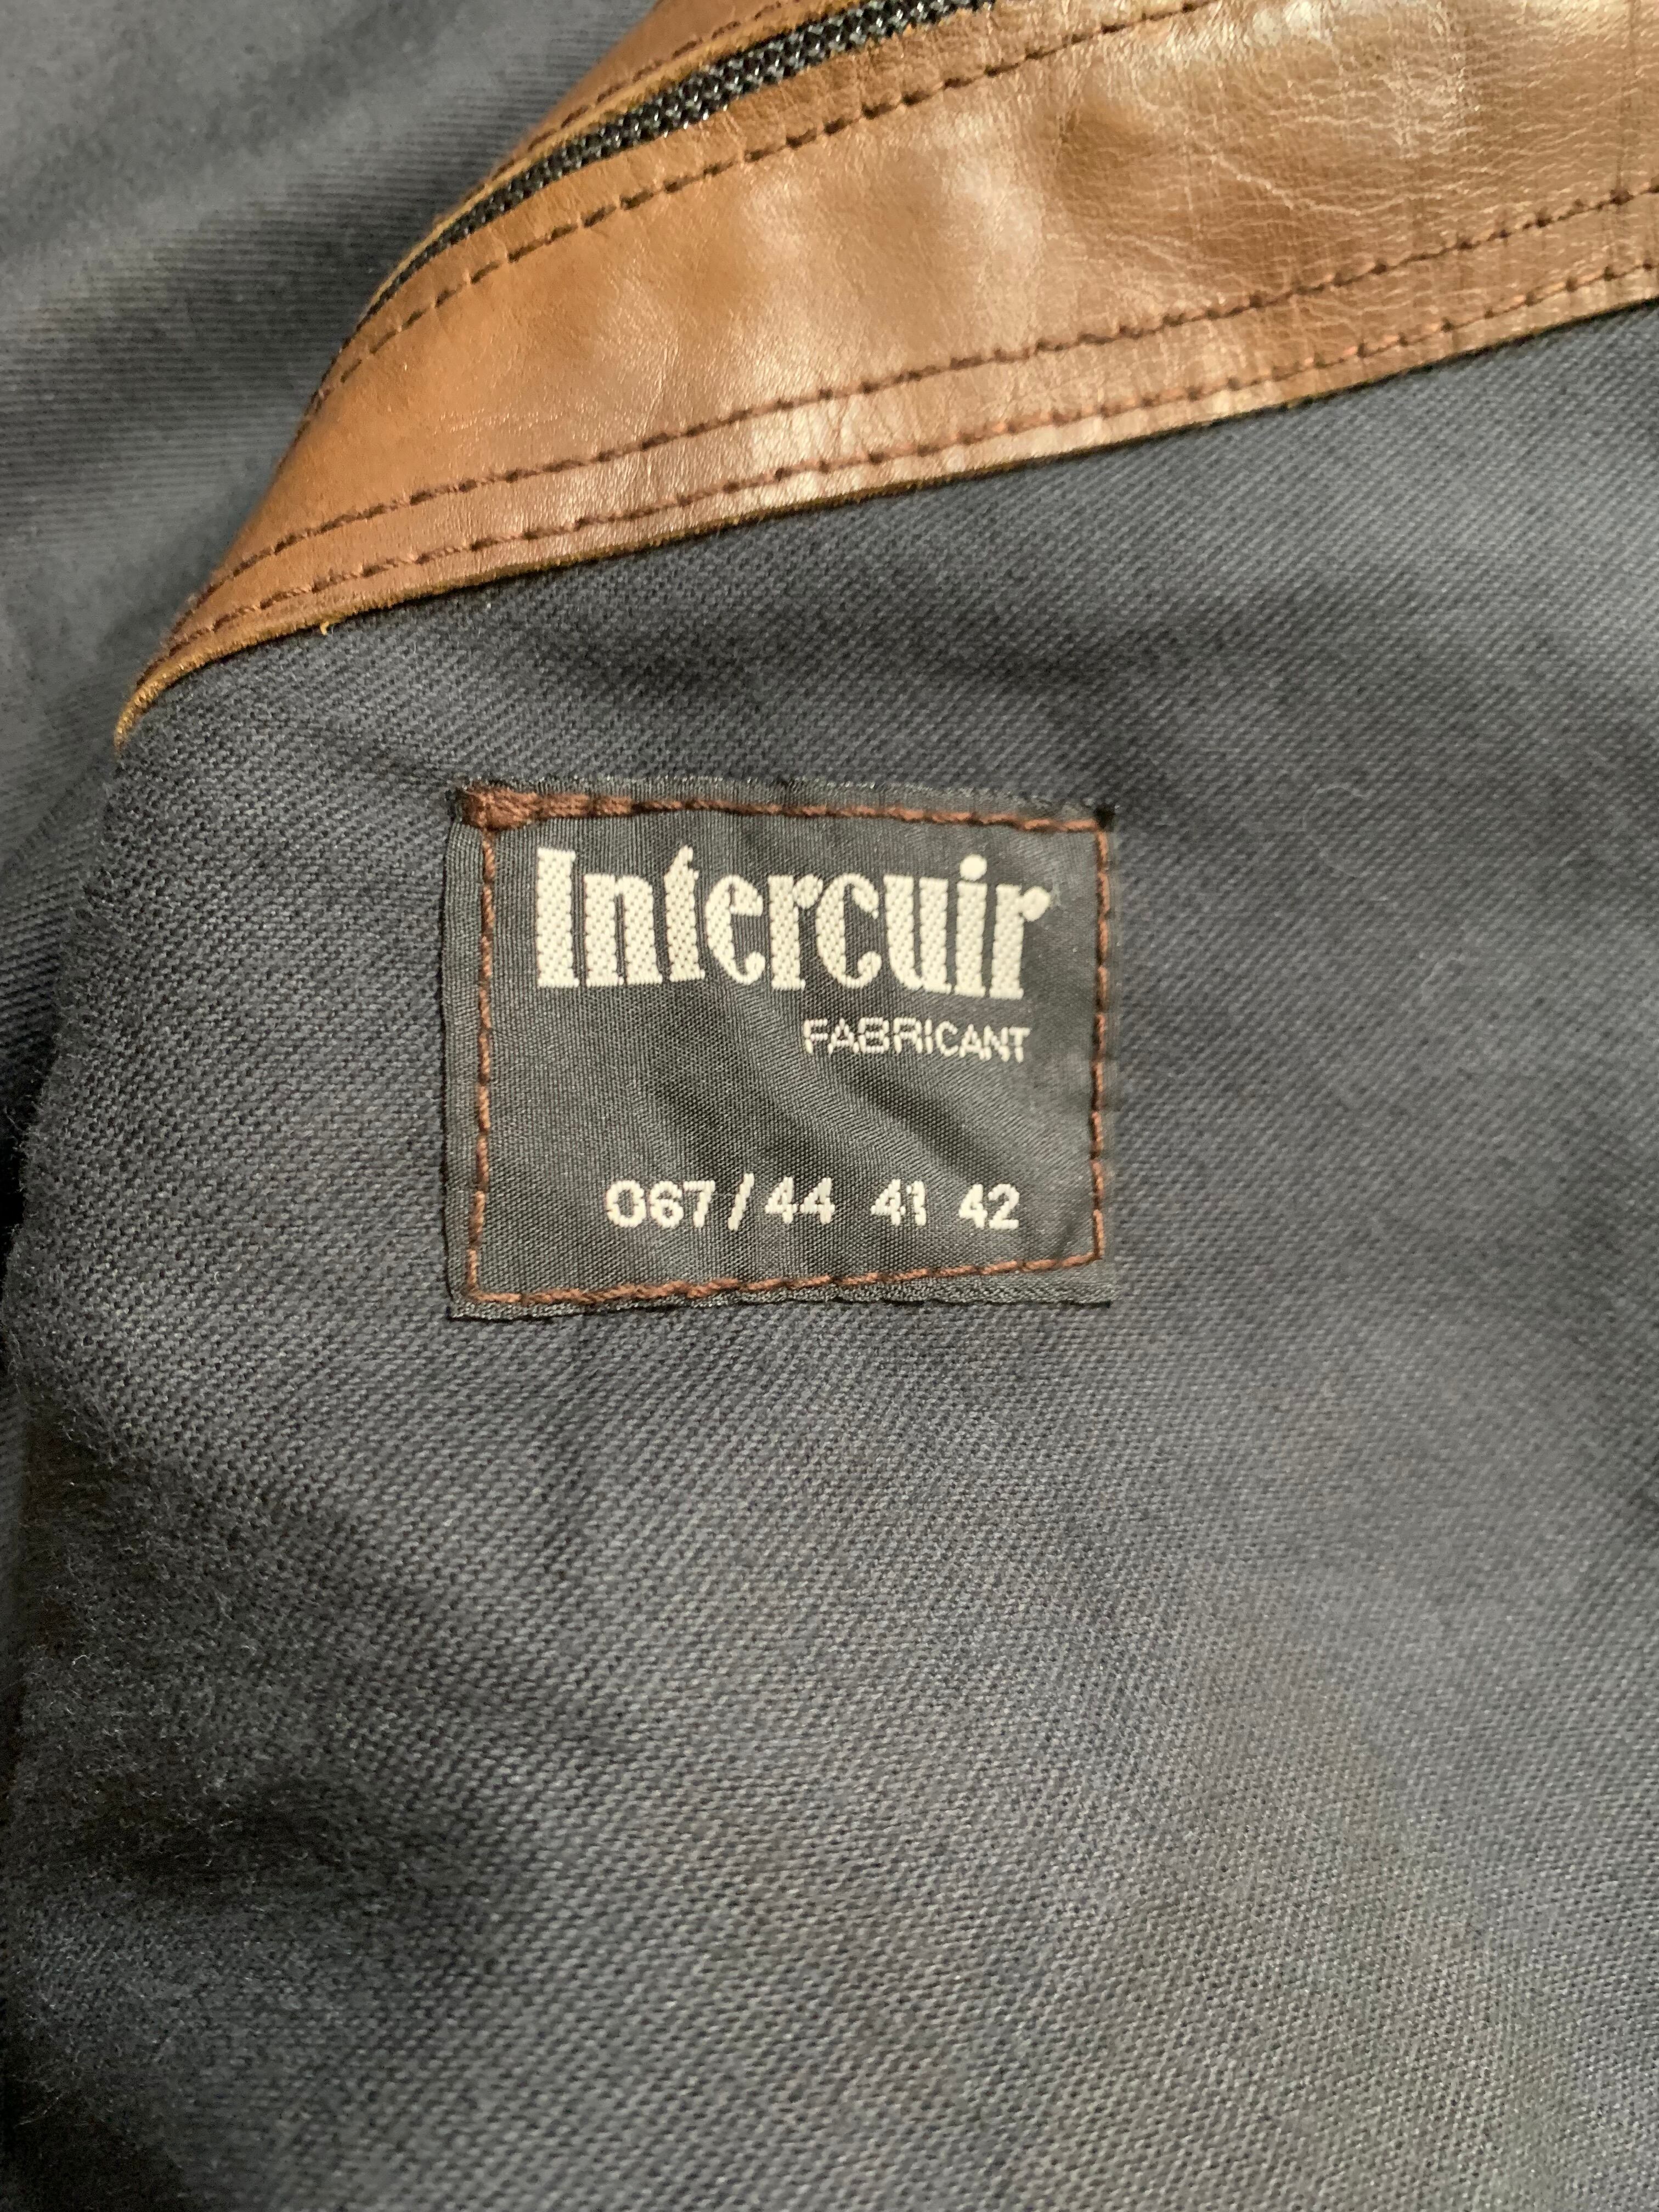 Intercuir
FABRICANT
067/44 41 42